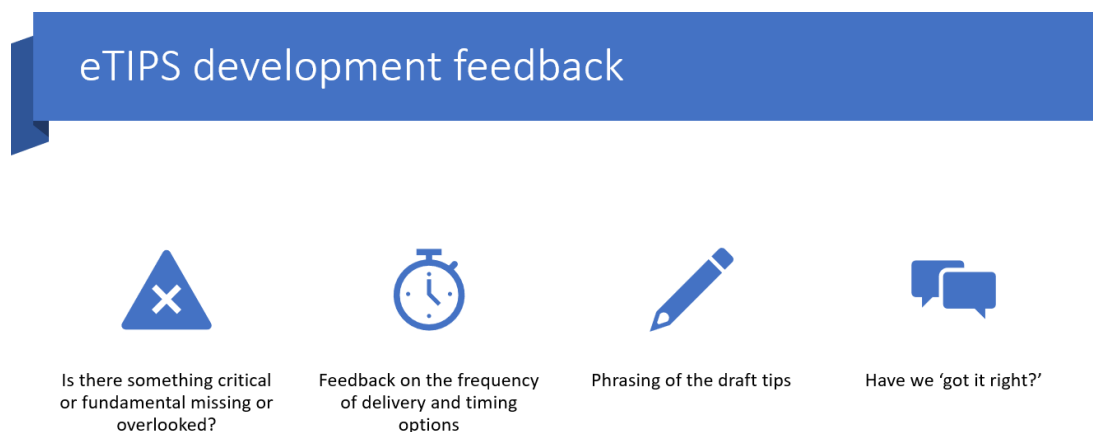 eTIPS development feedback
Is there something critical
or fundamental missing or
overlooked?
Feedback on the frequency
of delivery and timing
options
Phrasing of the draft tips
Have we ‘got it right?’